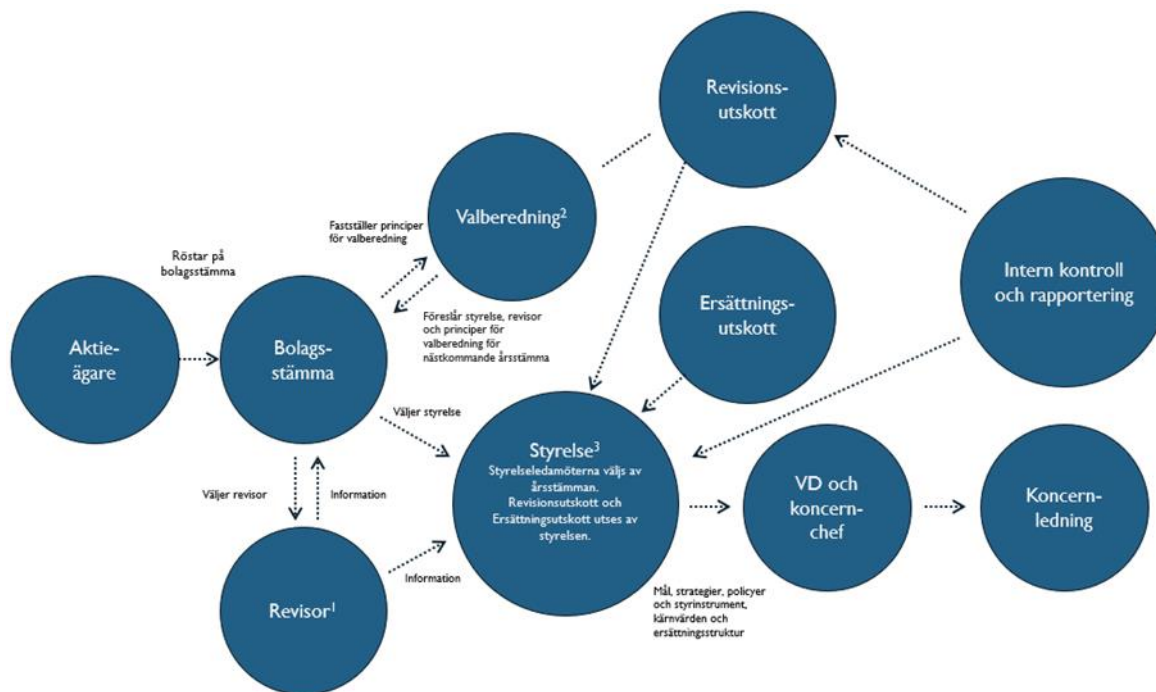 Revisions-
utskott
Valberedning²
Fastställer principer
för valberedning
Röstar på
bolagsstämma
Intern kontroll
och rapportering
Ersättnings-
utskott
Föreslår styrelse, revisor
och principer för
valberedning för
nästkommande årsstämma
Aktie-
ägare
Bolags-
stämma
Väljer styrelse
Styrelse³
Styrelseledamöterna väljs av
årsstämman.
Revisionsutskott och
Ersättningsutskott utses av
styrelsen.
VD och
koncern-
chef
Koncern-
ledning
Väljer revisor
Information
Information
Revisor¹
Mål, strategier, policyer
och styrinstrument,
kärnvärden och
ersättningsstruktur